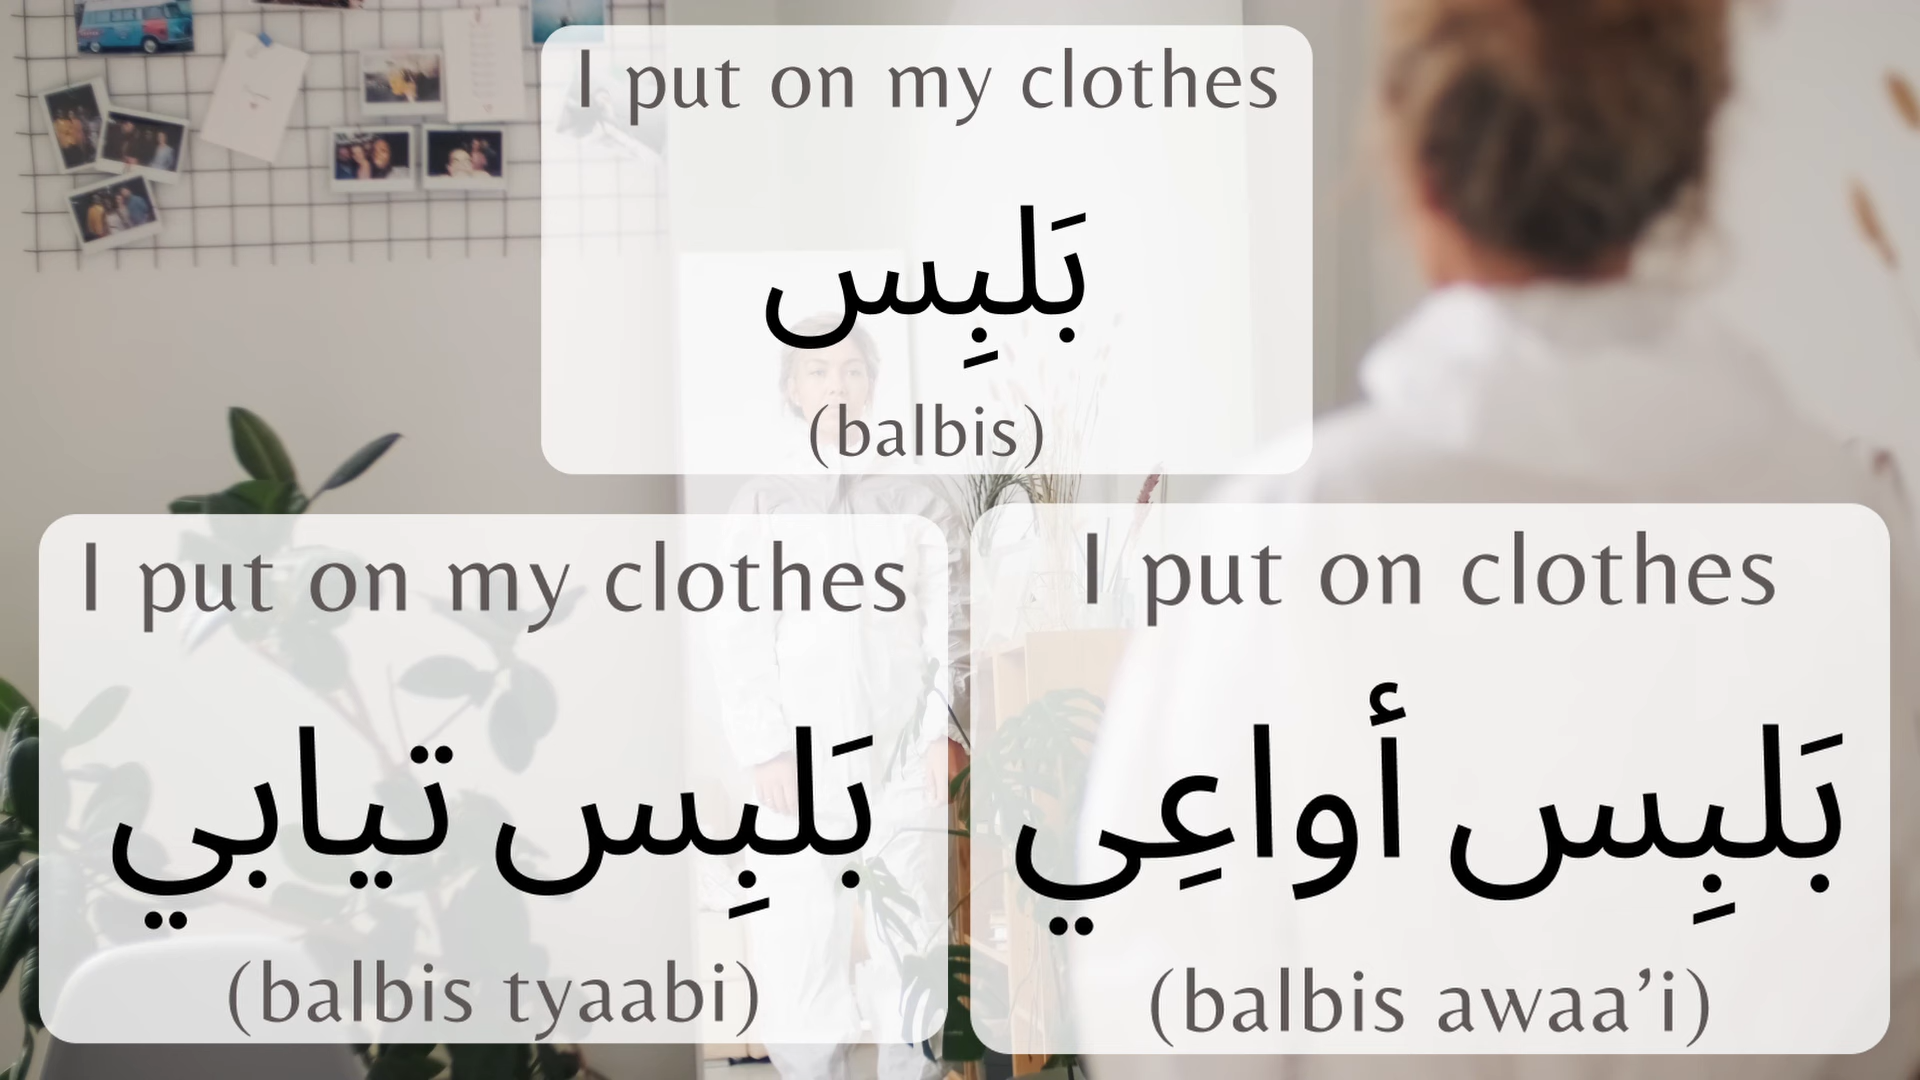 I put on my clothes
بَلبِس
(balbis)
I put on my clothes
بَلبِس تيابي
(balbis tyaabi)
I put on clothes
بَلبِس أواعِي
(balbis awaa’i)